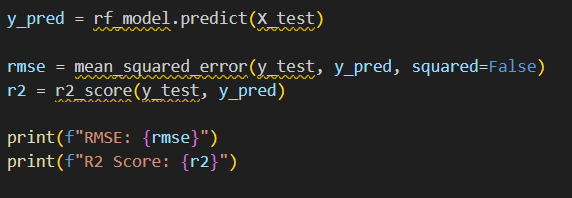 y_pred = rf_model.predict(X_test)
rmse = mean_squared_error(y_test, y_pred, squared=False)
r2 = r2_score(y_test, y_pred)
print(f"RMSE: {rmse}")
print(f"R2 Score: {r2}")